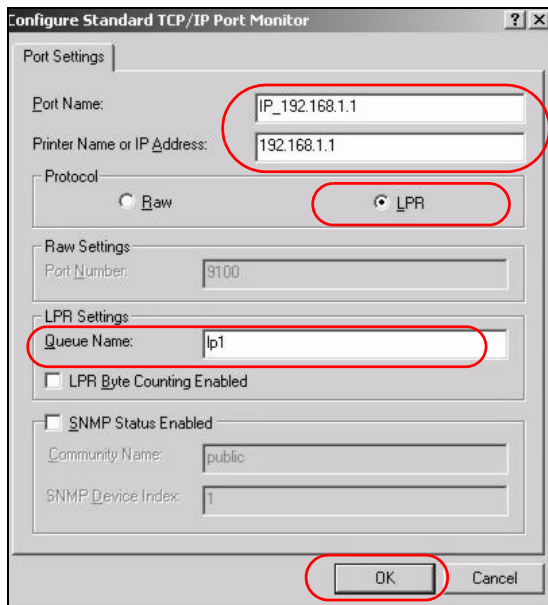 Configure Standard TCP/IP Port Monitor
Port Settings
Port Name: IP_192.168.1.1
Printer Name or IP Address: 192.168.1.1
Protocol
Raw LPR
Raw Settings
Port Number: 9100
LPR Settings
Queue Name: lp1
LPR Byte Counting Enabled
SNMP Status Enabled
Community Name: public
SNMP Device Index: 1
OK Cancel